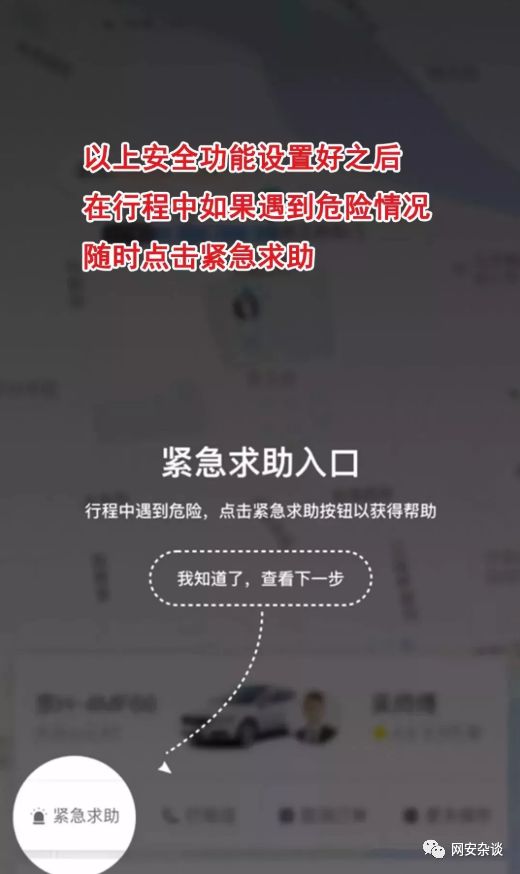 以上安全功能设置好之后
在行程中如果遇到危险情况
随时点击紧急求助
紧急求助入口
行程中遇到危险，点击紧急求助按钮以获得帮助
我知道了，查看下一步
紧急求助
网安杂谈